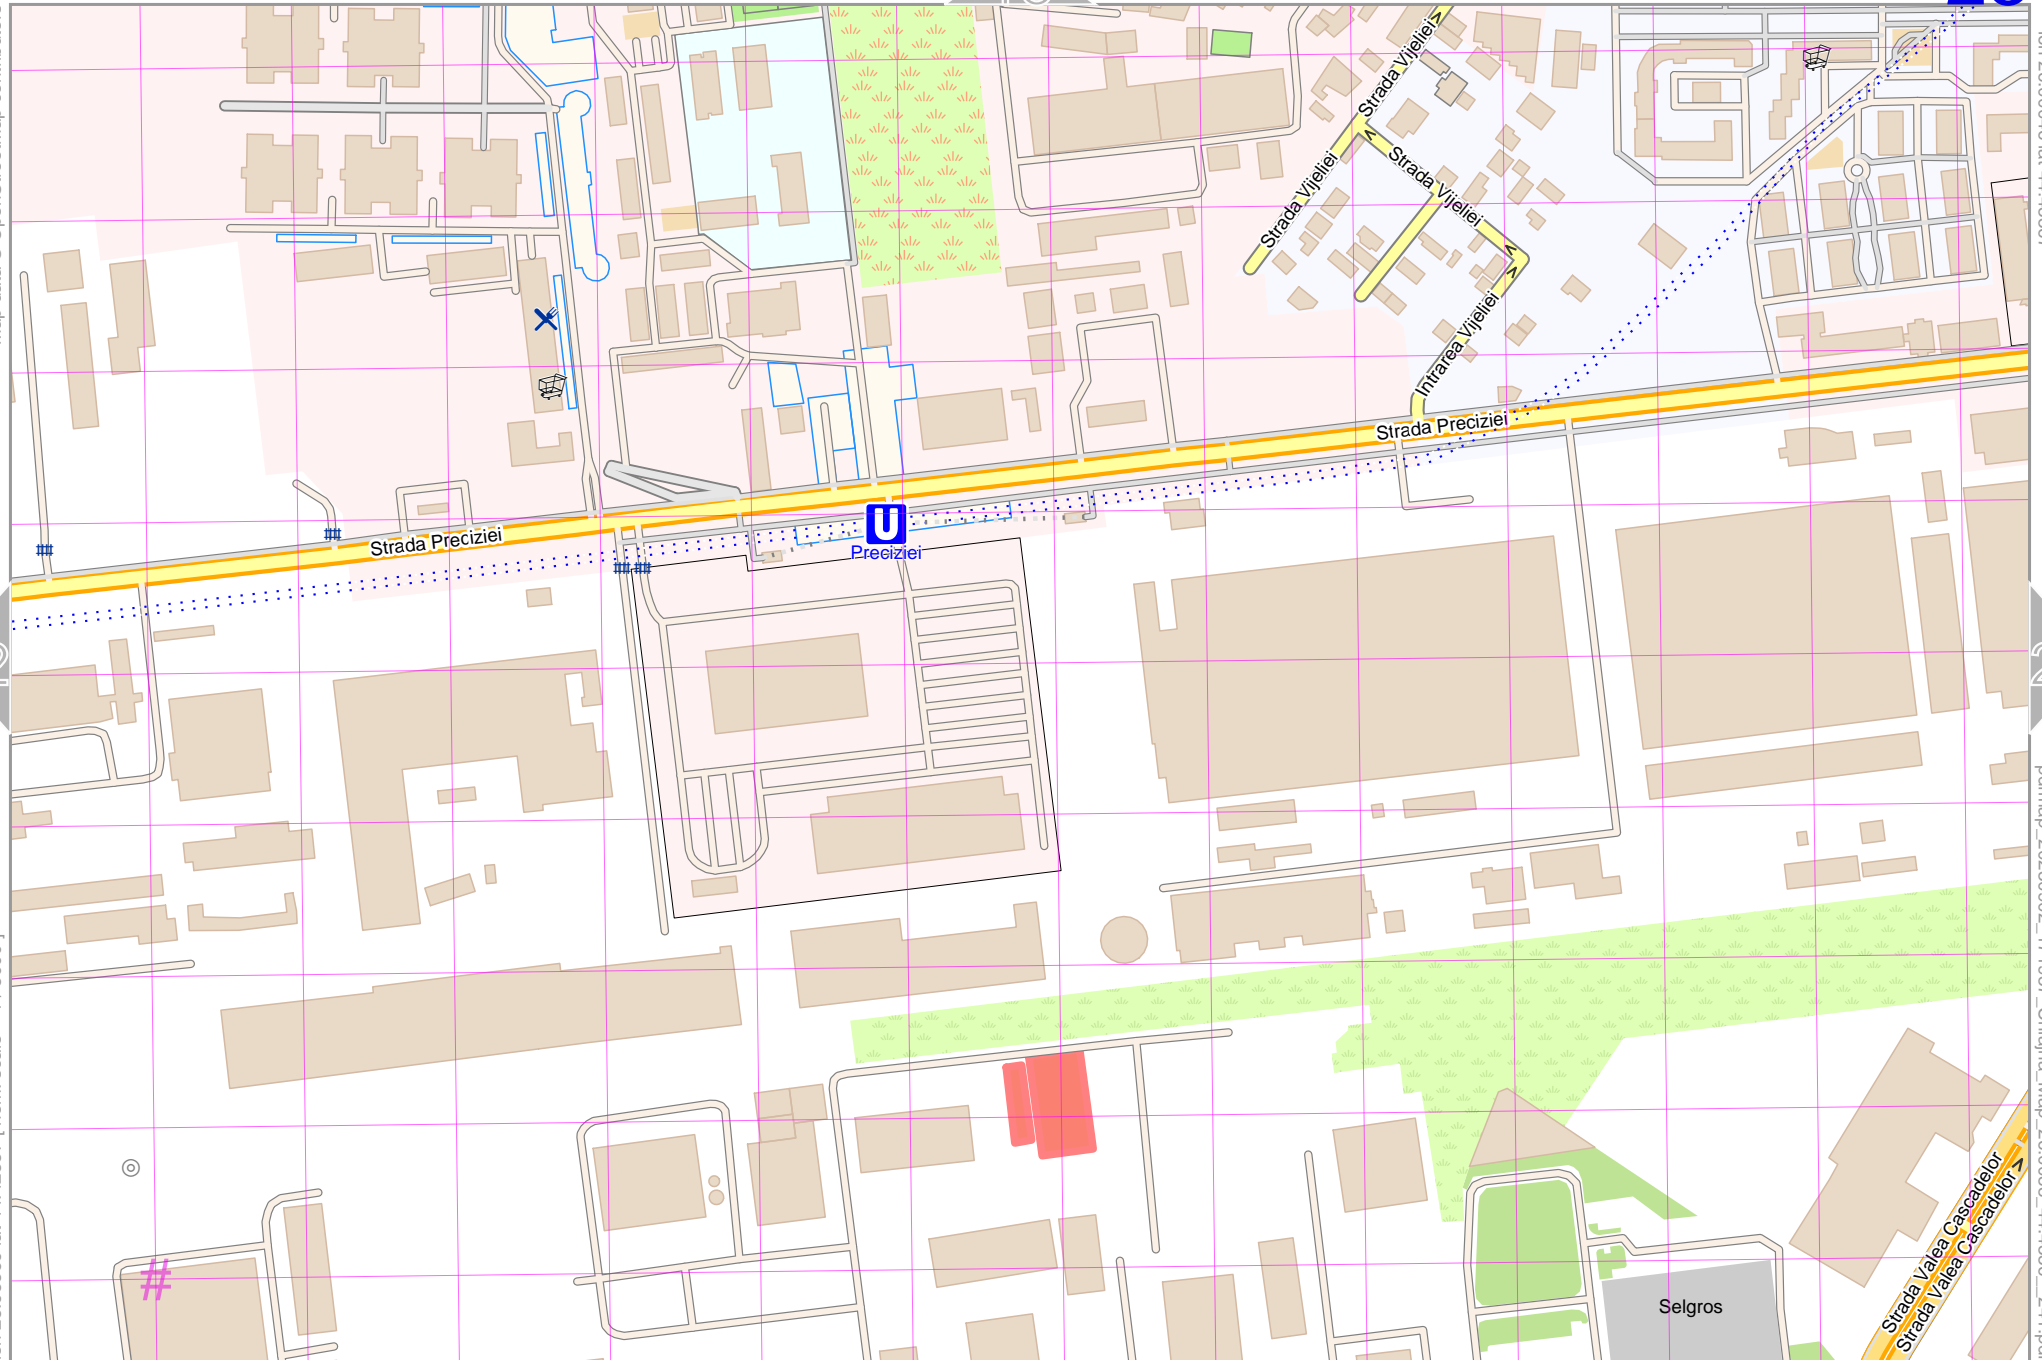 Strada Vijeliei
Strada Vijeliei
Strada Vijeliei
Intrarea Vijeliei
Strada Preciziei
Strada Preciziei
U
Preciziei
#
Strada Valea Cascadelor
Strada Valea Cascadelor
Selgros